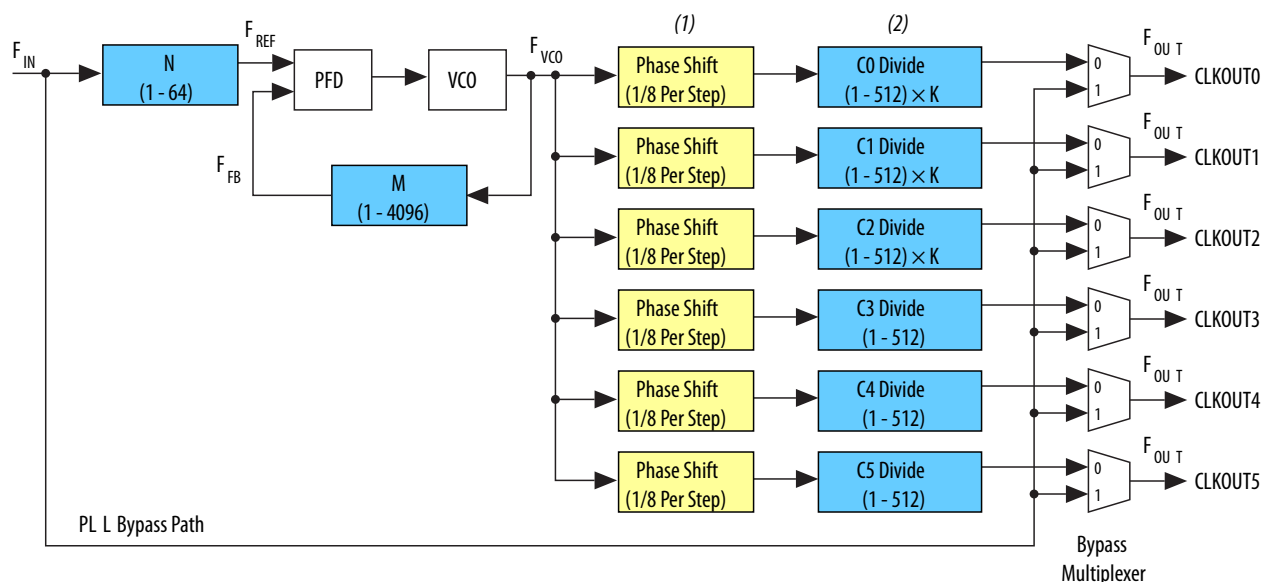 (1) (2)
F IN
N
(1 - 64)
F REF
PFD
VCO
F VCO
F FB
M
(1 - 4096)
Phase Shift
(1/8 Per Step)
C0 Divide
(1 - 512) × K
0
1
F OU T
CLKOUT0
Phase Shift
(1/8 Per Step)
C1 Divide
(1 - 512) × K
0
1
F OU T
CLKOUT1
Phase Shift
(1/8 Per Step)
C2 Divide
(1 - 512) × K
0
1
F OU T
CLKOUT2
Phase Shift
(1/8 Per Step)
C3 Divide
(1 - 512)
0
1
F OU T
CLKOUT3
Phase Shift
(1/8 Per Step)
C4 Divide
(1 - 512)
0
1
F OU T
CLKOUT4
Phase Shift
(1/8 Per Step)
C5 Divide
(1 - 512)
0
1
F OU T
CLKOUT5
PL L Bypass Path
Bypass
Multiplexer